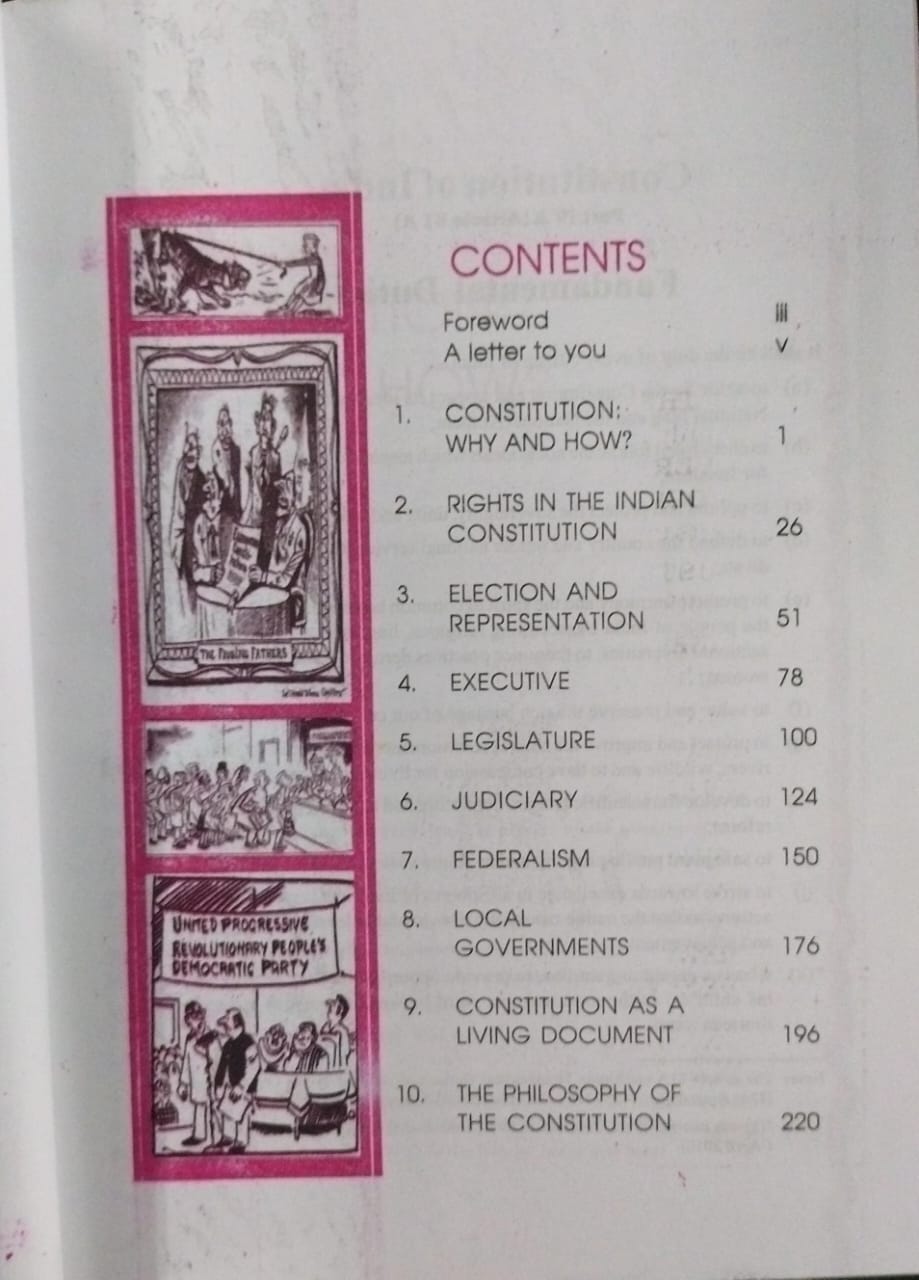 CONTENTS
Foreword iii
A letter to you v
1. CONSTITUTION:
WHY AND HOW? 1
2. RIGHTS IN THE INDIAN
CONSTITUTION 26
3. ELECTION AND
REPRESENTATION 51
4. EXECUTIVE 78
5. LEGISLATURE 100
6. JUDICIARY 124
7. FEDERALISM 150
8. LOCAL
GOVERNMENTS 176
9. CONSTITUTION AS A
LIVING DOCUMENT 196
10. THE PHILOSOPHY OF
THE CONSTITUTION 220
THE FATHERS
UNITED PROGRESSIVE
REVOLUTIONARY PEOPLE'S
DEMOCRATIC PARTY